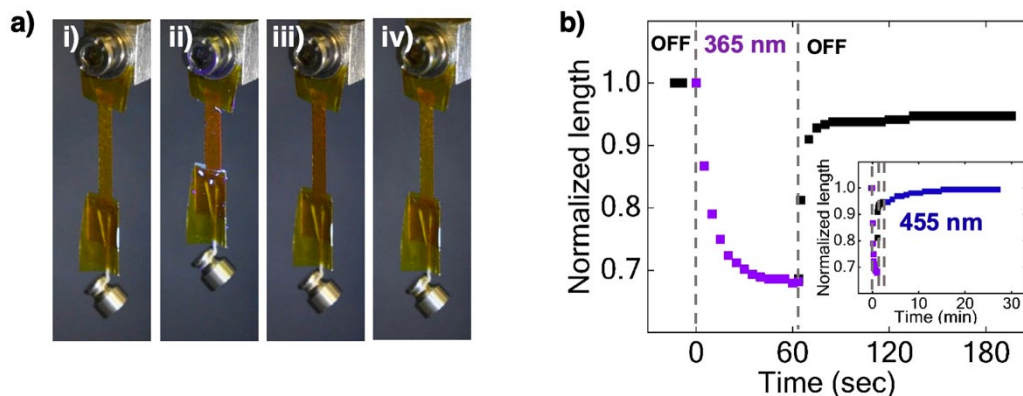 a)
i)
ii)
iii)
iv)
b)
OFF
365 nm
OFF
Normalized length
1.0
0.9
0.8
0.7
0
60
120
180
Time (sec)
Normalized length
1.0
0.9
0.8
0.7
455 nm
0
10
20
30
Time (min)